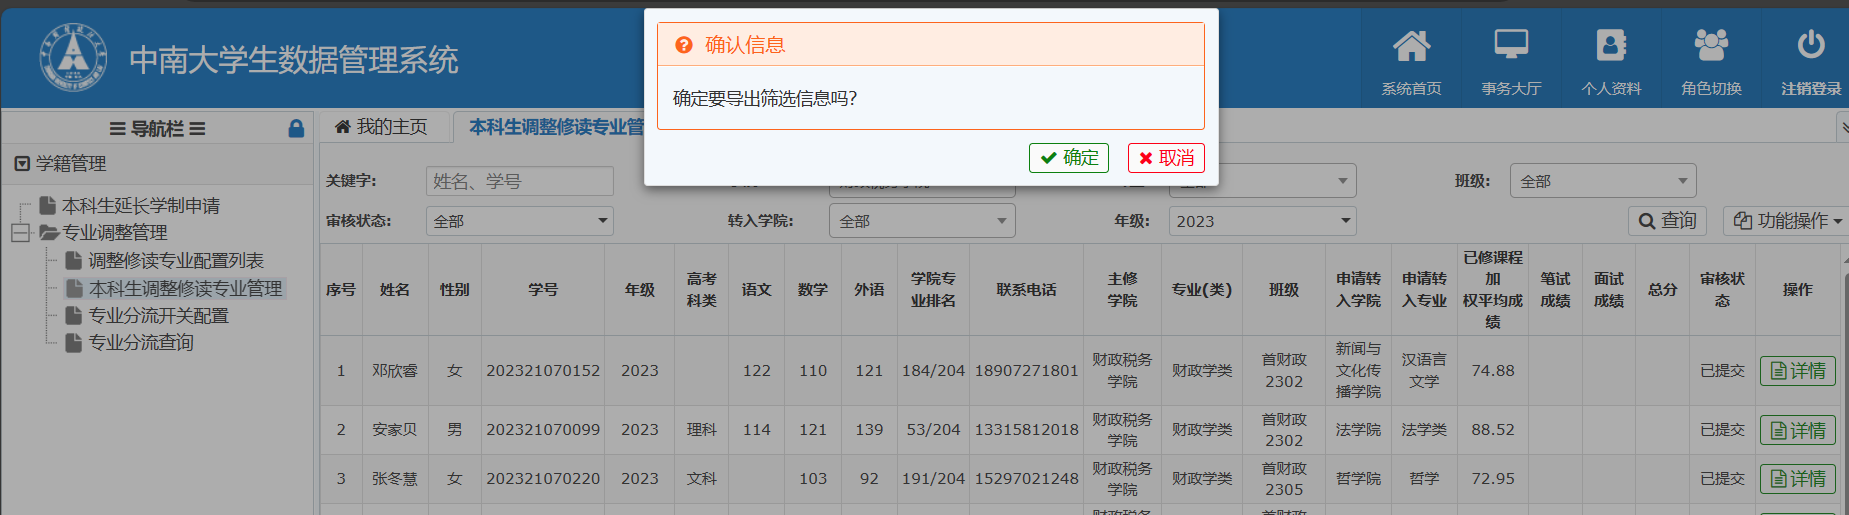 中南大学生数据管理系统
确认信息
确定要导出筛选信息吗?
确定
取消
系统首页
事务大厅
个人资料
角色切换
注销登录
导航栏
学籍管理
本科生延长学制申请
专业调整管理
调整修读专业配置列表
本科生调整修读专业管理
专业分流开关配置
专业分流查询
我的主页
本科生调整修读专业管
关键字:
姓名、学号
班级:
全部
审核状态:
全部
转入学院:
全部
年级:
2023
查询
功能操作
序号
姓名
性别
学号
年级
高考
科类
语文
数学
外语
学院专
业排名
联系电话
主修
学院
专业(类)
班级
申请转
入学院
申请转
入专业
已修课程
加
权平均成
绩
笔试
成绩
面试
成绩
总分
审核状
态
操作
1
邓欣睿
女
202321070152
2023
122
110
121
184/204
18907271801
财政税务
学院
财政学类
首财政
2302
新闻与
文化传
播学院
汉语言
文学
74.88
已提交
详情
2
安家贝
男
202321070099
2023
理科
114
121
139
53/204
13315812018
财政税务
学院
财政学类
首财政
2302
法学院
法学类
88.52
已提交
详情
3
张冬慧
女
202321070220
2023
文科
103
92
191/204
15297021248
财政税务
学院
财政学类
首财政
2305
哲学院
哲学
72.95
已提交
详情